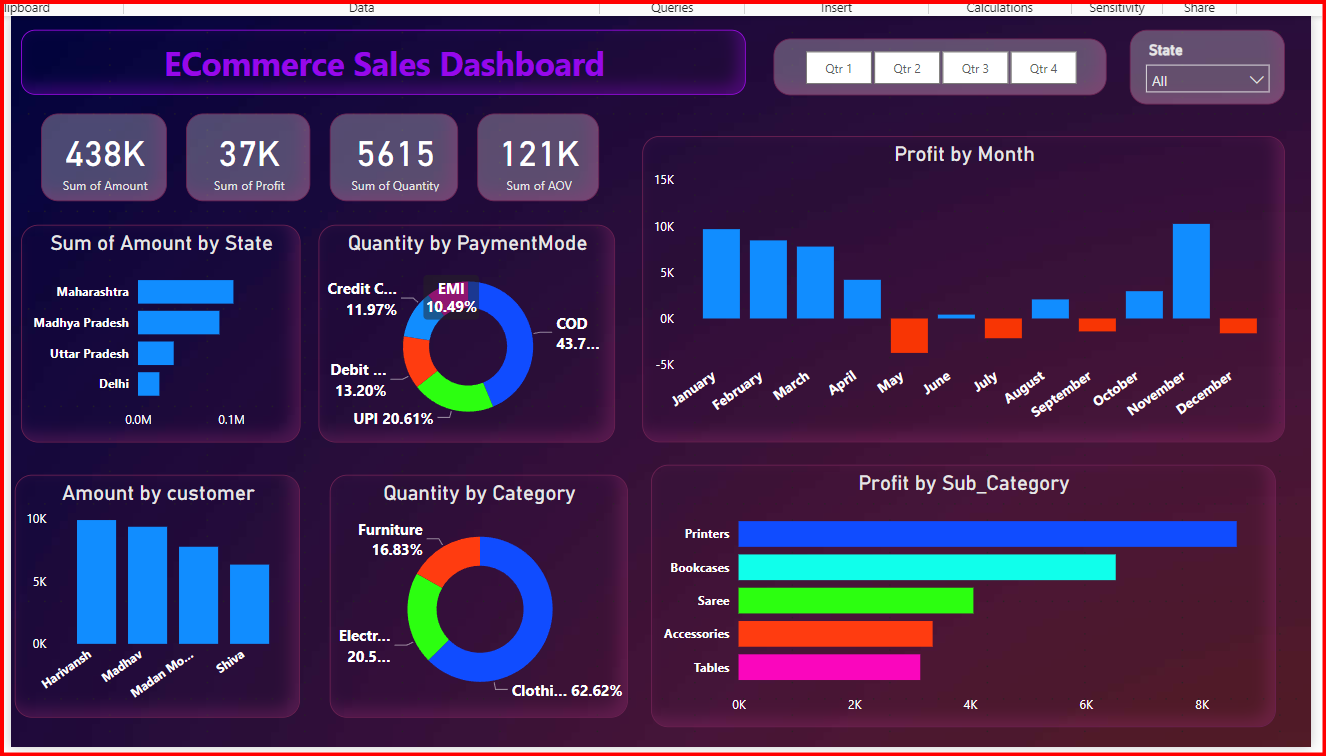 lipboard
Data
Queries
Insert
Calculations
Sensitivity
Share
ECommerce Sales Dashboard
Qtr 1
Qtr 2
Qtr 3
Qtr 4
State
All
438K
Sum of Amount
37K
Sum of Profit
5615
Sum of Quantity
121K
Sum of AOV
Sum of Amount by State
Maharashtra
Madhya Pradesh
Uttar Pradesh
Delhi
0.0M
0.1M
Quantity by PaymentMode
Credit C...
11.97%
EMI
10.49%
COD
43.7...
Debit ...
13.20%
UPI 20.61%
Profit by Month
15K
10K
5K
0K
-5K
January
February
March
April
May
June
July
August
September
October
November
December
Amount by customer
10K
5K
0K
Harivansh
Madhav
Madan Mo...
Shiva
Quantity by Category
Furniture
16.83%
Electr...
20.5...
Clothi... 62.62%
Profit by Sub_Category
Printers
Bookcases
Saree
Accessories
Tables
0K
2K
4K
6K
8K